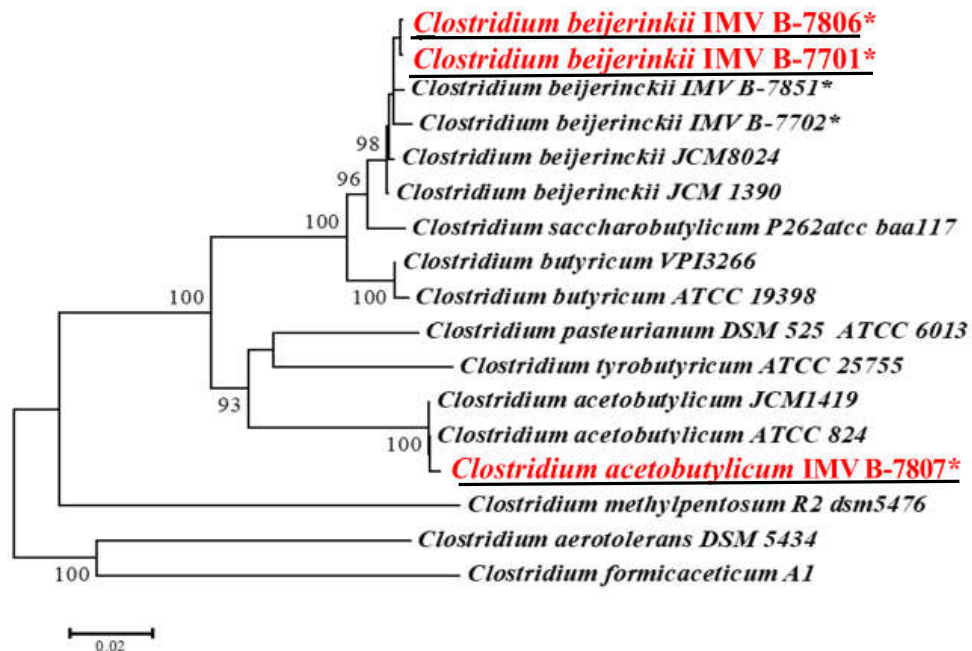 Clostridium beijerinkii IMV B-7806*
Clostridium beijerinkii IMV B-7701*
Clostridium beijerinckii IMV B-7851*
Clostridium beijerinckii IMV B-7702*
98
Clostridium beijerinckii JCM8024
96
Clostridium beijerinckii JCM 1390
100
Clostridium saccharobutylicum P262atcc baa117
Clostridium butyricum VPI3266
100
100
Clostridium butyricum ATCC 19398
Clostridium pasteurianum DSM 525 ATCC 6013
Clostridium tyrobutyricum ATCC 25755
93
Clostridium acetobutylicum JCM1419
100
Clostridium acetobutylicum ATCC 824
Clostridium acetobutylicum IMV B-7807*
Clostridium methylpentosum R2 dsm5476
Clostridium aerotolerans DSM 5434
100
Clostridium formicaceticum A1
0.02